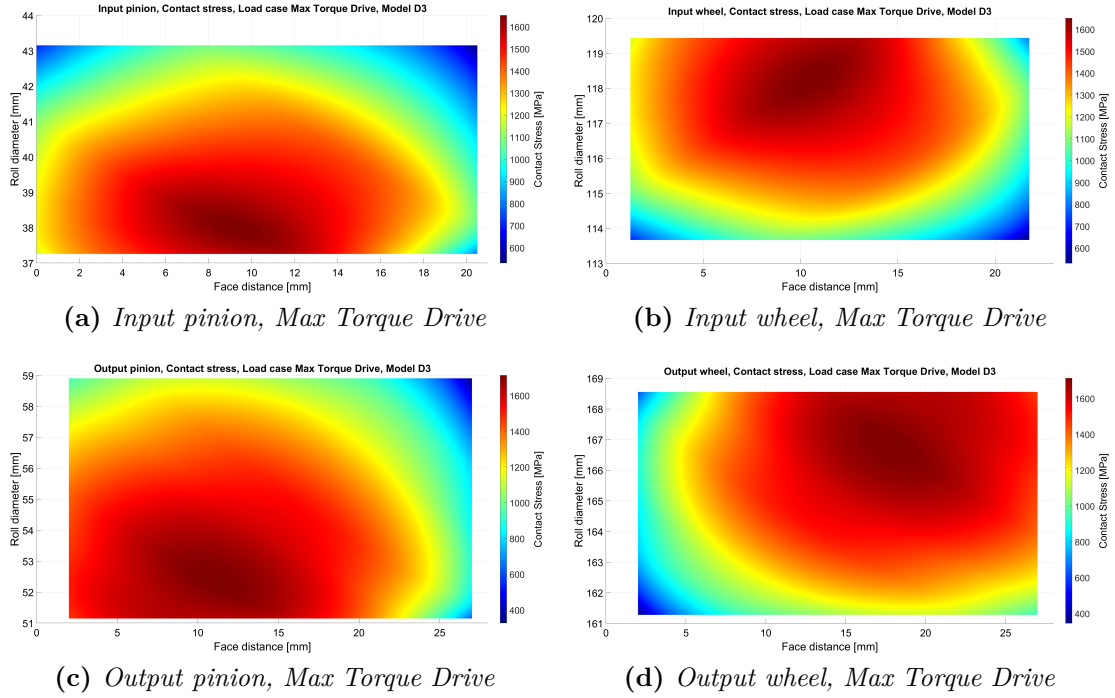 Input pinion, Contact stress, Load case Max Torque Drive, Model D3
44
43
42
41
40
39
38
37
Roll diameter [mm]
0 2 4 6 8 10 12 14 16 18 20
Face distance [mm]
1600
1500
1400
1300
1200
1100
1000
900
800
700
600
Contact Stress [MPa]
(a) Input pinion, Max Torque Drive
Input wheel, Contact stress, Load case Max Torque Drive, Model D3
120
119
118
117
116
115
114
113
Roll diameter [mm]
5 10 15 20
Face distance [mm]
1600
1500
1400
1300
1200
1100
1000
900
800
700
600
Contact Stress [MPa]
(b) Input wheel, Max Torque Drive
Output pinion, Contact stress, Load case Max Torque Drive, Model D3
59
58
57
56
55
54
53
52
51
Roll diameter [mm]
0 5 10 15 20 25
Face distance [mm]
1600
1400
1200
1000
800
600
400
Contact Stress [MPa]
(c) Output pinion, Max Torque Drive
Output wheel, Contact stress, Load case Max Torque Drive, Model D3
169
168
167
166
165
164
163
162
161
Roll diameter [mm]
0 5 10 15 20 25
Face distance [mm]
1600
1400
1200
1000
800
600
400
Contact Stress [MPa]
(d) Output wheel, Max Torque Drive